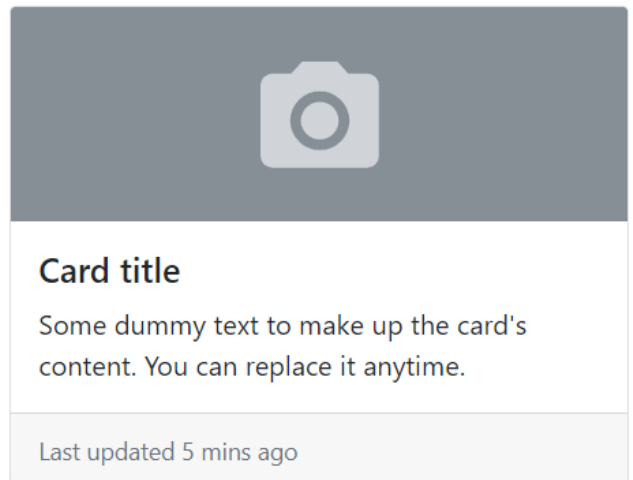 Card title
Some dummy text to make up the card's
content. You can replace it anytime.
Last updated 5 mins ago